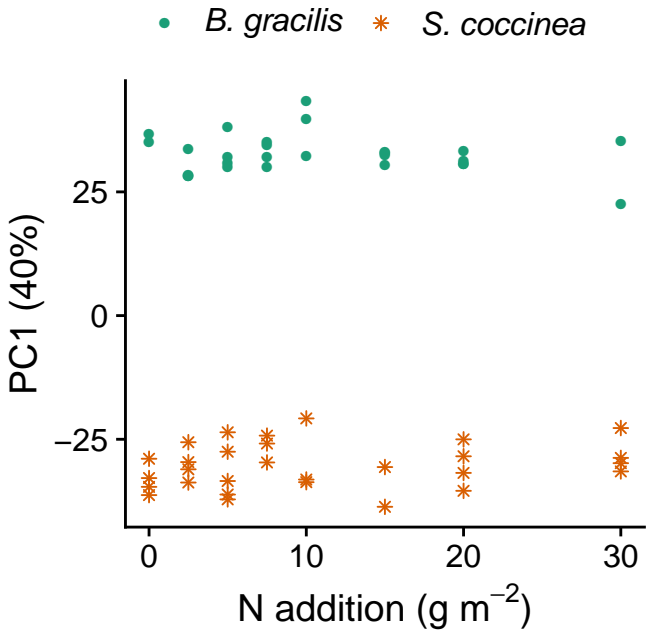 B. gracilis S. coccinea
25
0
−25
PC1 (40%)
0 10 20 30
N addition (g m⁻²)